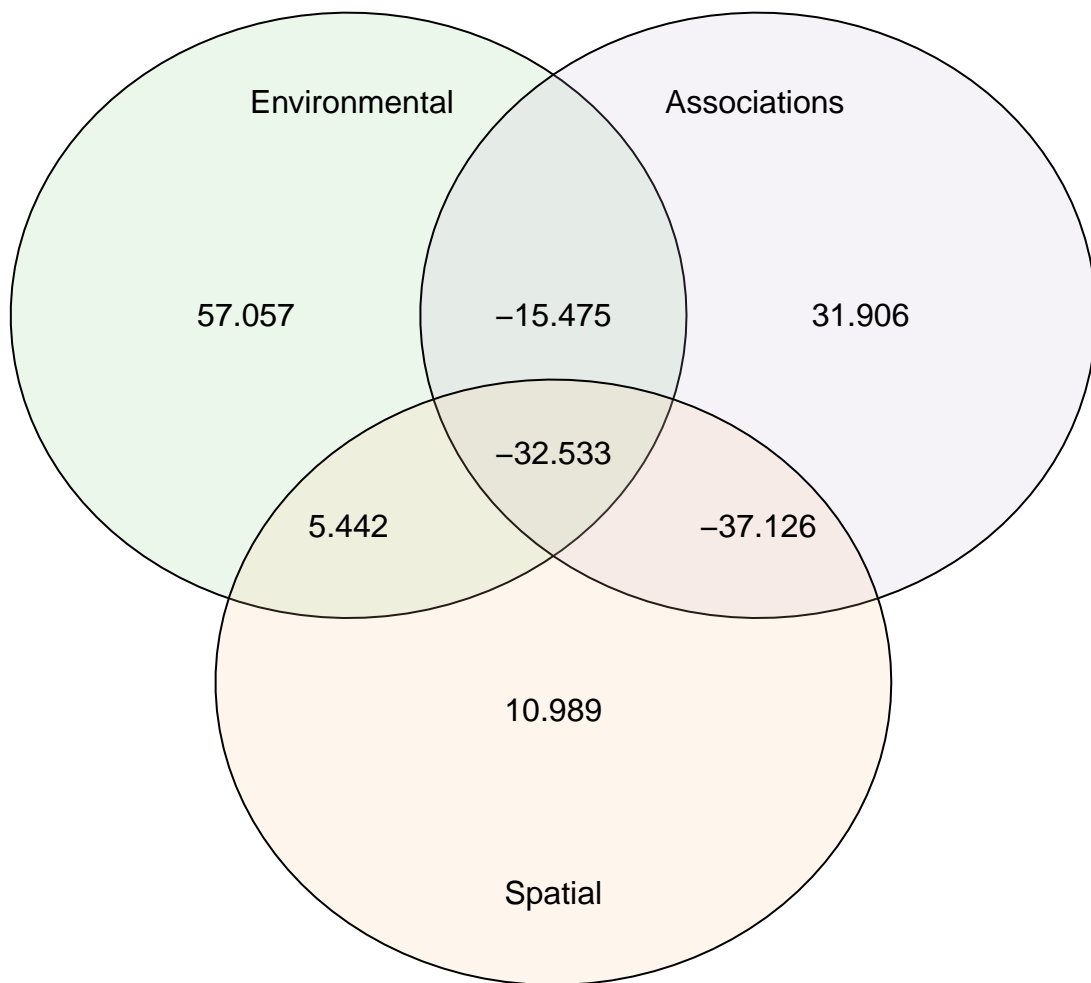 Environmental
Associations
57.057
−15.475
31.906
−32.533
5.442
−37.126
10.989
Spatial